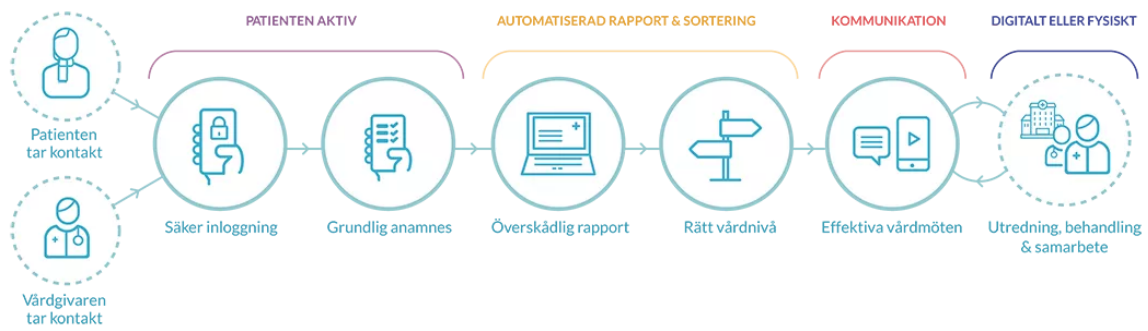 PATIENTEN AKTIV
AUTOMATISERAD RAPPORT & SORTERING
KOMMUNIKATION
DIGITALT ELLER FYSISKT
Patienten
tar kontakt
Vårdgivaren
tar kontakt
Säker inloggning
Grundlig anamnes
Överskådlig rapport
Rätt vårdnivå
Effektiva vårdmöten
Utredning, behandling
& samarbete